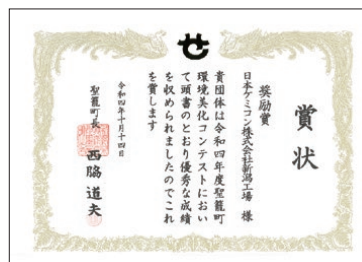 賞状
奨励賞
日本ケミコン株式会社新潟工場 様
貴団体は令和四年度聖籠町
環境美化コンテストにおい
て頭書のとおり優秀な成績
を収められましたのでこれ
を賞します
令和四年十月十四日
聖籠町長 西脇 道夫